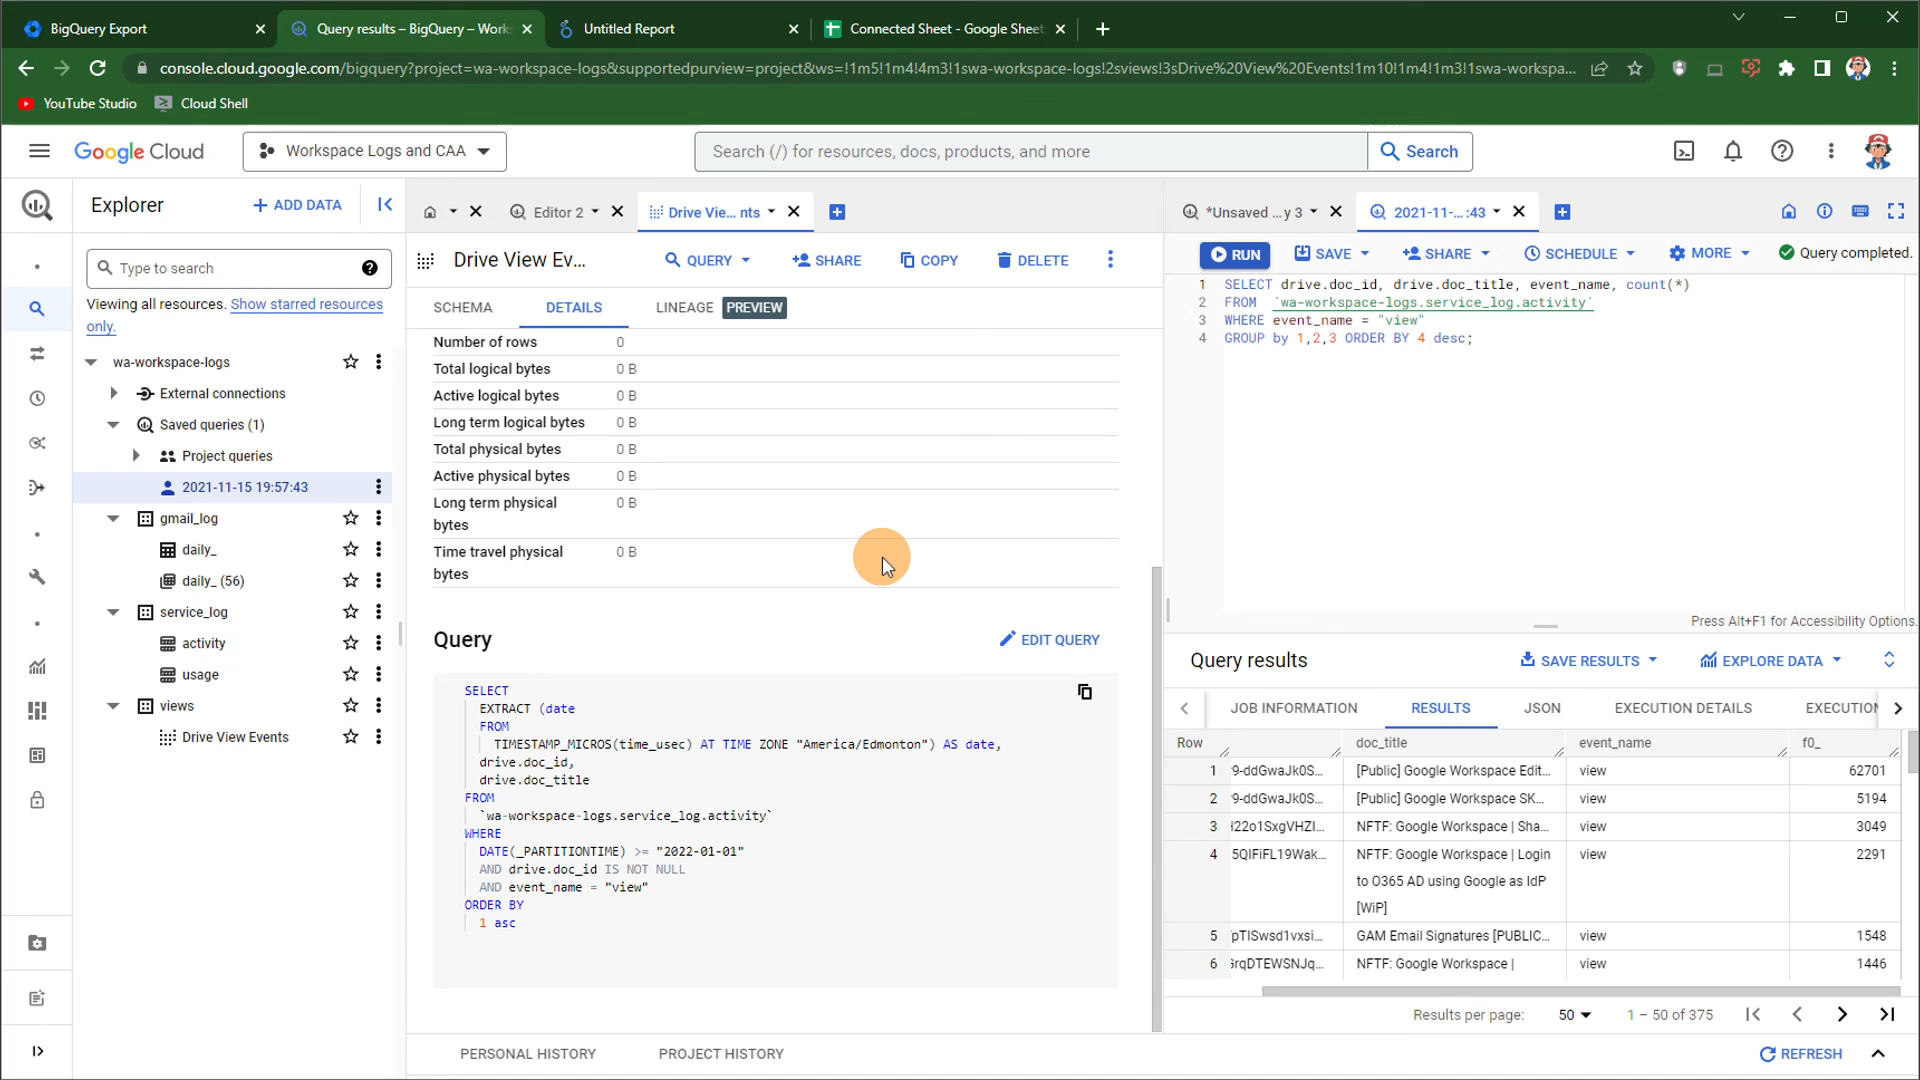 BigQuery Export
Query results – BigQuery – Work
Untitled Report
Connected Sheet - Google Sheet
console.cloud.google.com/bigquery?project=wa-workspace-logs&supportedpurview=project&ws=!1m5!1m4!4m3!1swa-workspace-logs!2sviews!3sDrive%20View%20Events!1m10!1m4!1m3!1swa-workspa...
YouTube Studio
Cloud Shell
Google Cloud
Workspace Logs and CAA
Search (/) for resources, docs, products, and more
Search
Explorer
+ ADD DATA
Type to search
Viewing all resources. Show starred resources
only.
wa-workspace-logs
External connections
Saved queries (1)
Project queries
2021-11-15 19:57:43
gmail_log
daily_
daily_ (56)
service_log
activity
usage
views
Drive View Events
Editor 2
Drive Vie... nts
Drive View Ev...
QUERY
SHARE
COPY
DELETE
SCHEMA
DETAILS
LINEAGE
PREVIEW
Number of rows 0
Total logical bytes 0 B
Active logical bytes 0 B
Long term logical bytes 0 B
Total physical bytes 0 B
Active physical bytes 0 B
Long term physical 0 B
bytes
Time travel physical 0 B
bytes
Query
EDIT QUERY
SELECT
EXTRACT (date
FROM
TIMESTAMP_MICROS(time_usec) AT TIME ZONE "America/Edmonton") AS date,
drive.doc_id,
drive.doc_title
FROM
`wa-workspace-logs.service_log.activity`
WHERE
DATE(_PARTITIONTIME) >= "2022-01-01"
AND drive.doc_id IS NOT NULL
AND event_name = "view"
ORDER BY
1 asc
PERSONAL HISTORY
PROJECT HISTORY
REFRESH
*Unsaved ...y 3
2021-11-...:43
RUN
SAVE
SHARE
SCHEDULE
MORE
Query completed.
1 SELECT drive.doc_id, drive.doc_title, event_name, count(*)
2 FROM `wa-workspace-logs.service_log.activity`
3 WHERE event_name = "view"
4 GROUP by 1,2,3 ORDER BY 4 desc;
Press Alt+F1 for Accessibility Options.
Query results
SAVE RESULTS
EXPLORE DATA
JOB INFORMATION
RESULTS
JSON
EXECUTION DETAILS
EXECUTION
Row doc_title event_name f0_
1 9-ddGwaJk0S... [Public] Google Workspace Edit... view 62701
2 9-ddGwaJk0S... [Public] Google Workspace SK... view 5194
3 22o1SxgVHZI... NFTF: Google Workspace | Sha... view 3049
4 5QIFiFL19Wak... NFTF: Google Workspace | Login view 2291
to O365 AD using Google as IdP
[WiP]
5 pTISwsd1vxsi... GAM Email Signatures [PUBLIC... view 1548
6 GrqDTEWSNJq... NFTF: Google Workspace | view 1446
Results per page: 50 1 – 50 of 375